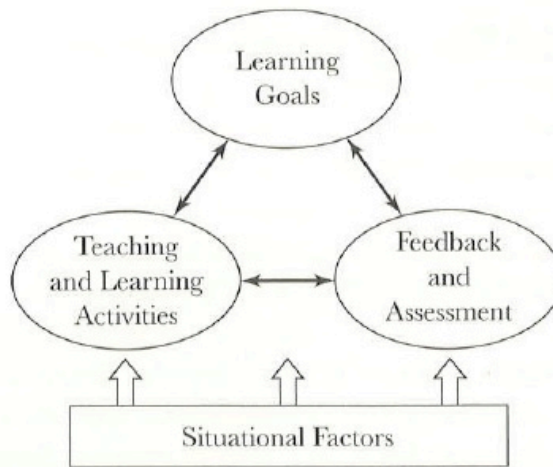 Learning
Goals
Teaching
and Learning
Activities
Feedback
and
Assessment
Situational Factors